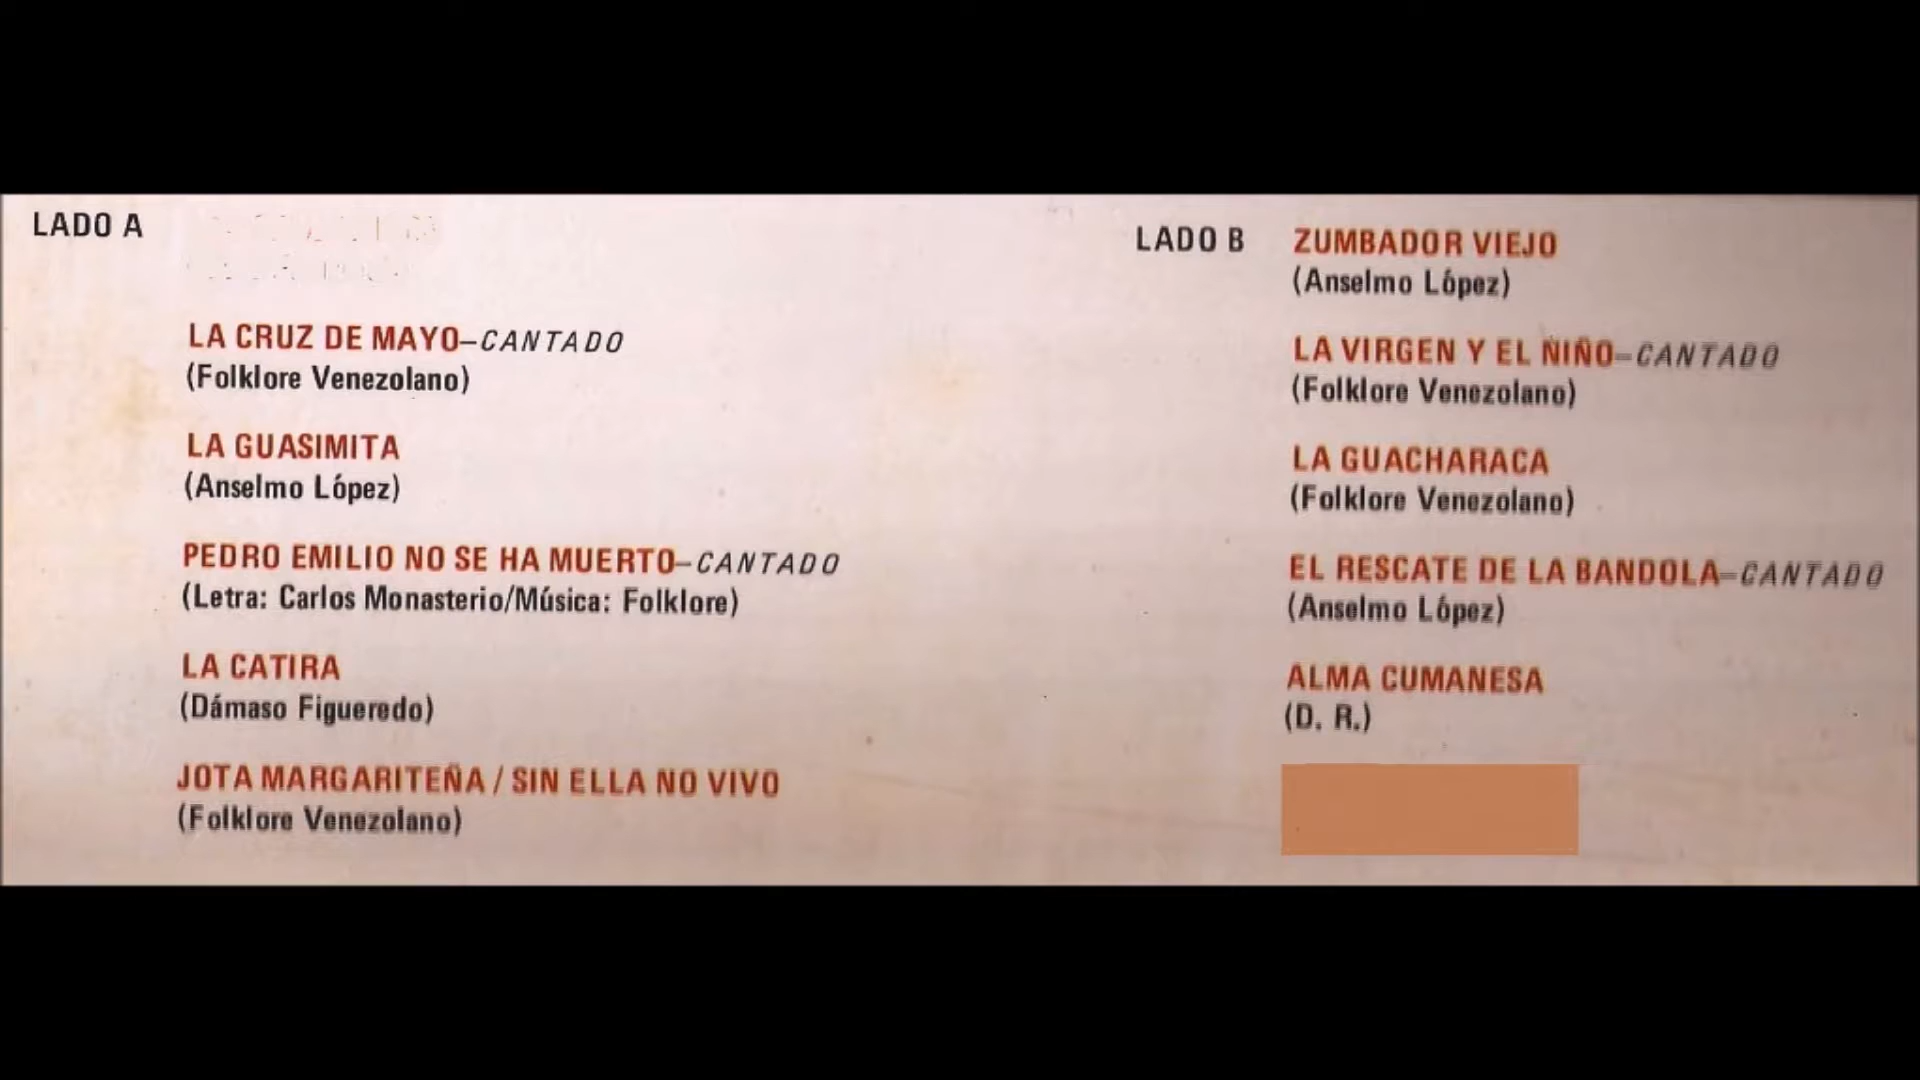 LADO A
LA CRUZ DE MAYO–CANTADO
(Folklore Venezolano)
LA GUASIMITA
(Anselmo López)
PEDRO EMILIO NO SE HA MUERTO–CANTADO
(Letra: Carlos Monasterio/Música: Folklore)
LA CATIRA
(Dámaso Figueredo)
JOTA MARGARITEÑA / SIN ELLA NO VIVO
(Folklore Venezolano)
LADO B
ZUMBADOR VIEJO
(Anselmo López)
LA VIRGEN Y EL NIÑO–CANTADO
(Folklore Venezolano)
LA GUACHARACA
(Folklore Venezolano)
EL RESCATE DE LA BANDOLA–CANTADO
(Anselmo López)
ALMA CUMANESA
(D. R.)